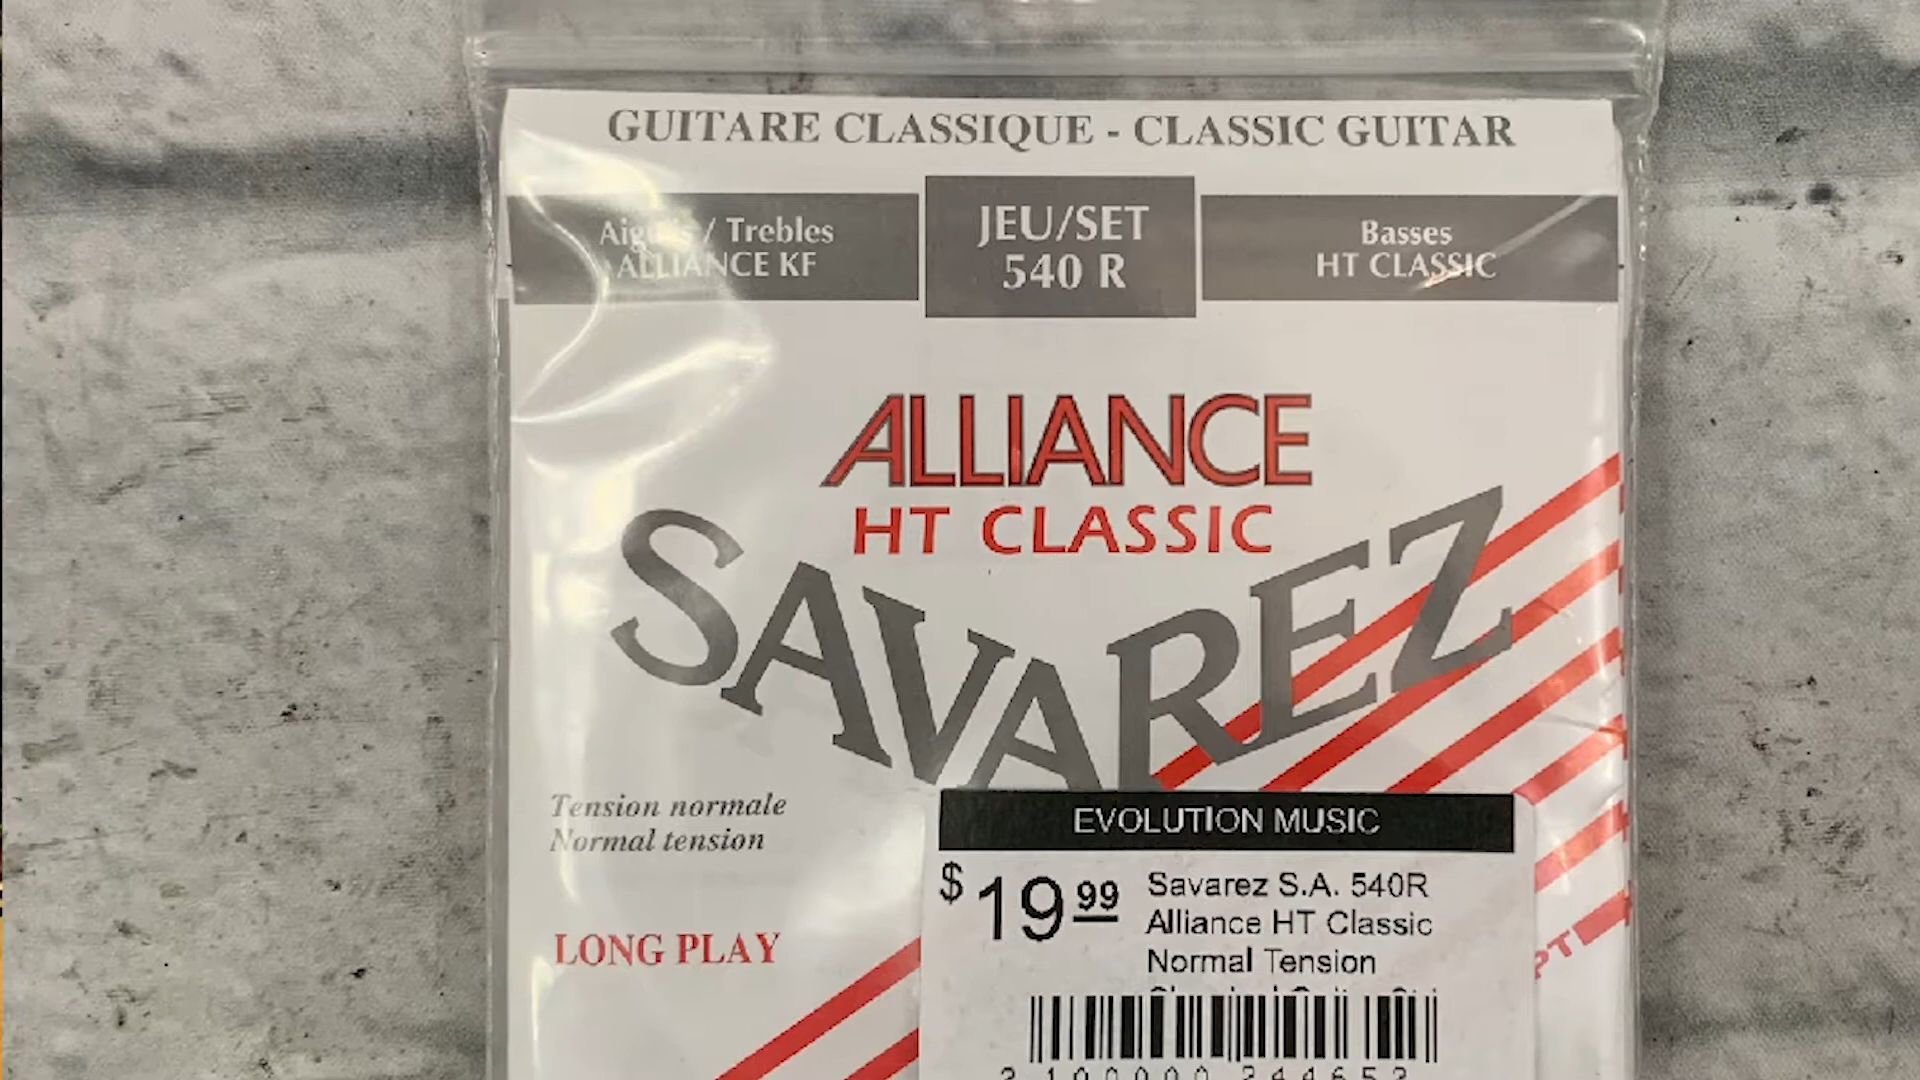 GUITARE CLASSIQUE - CLASSIC GUITAR
Aiguës / Trebles
ALLIANCE KF
JEU/SET
540 R
Basses
HT CLASSIC
ALLIANCE
HT CLASSIC
SAVAREZ
Tension normale
Normal tension
LONG PLAY
EVOLUTION MUSIC
$19.99
Savarez S.A. 540R
Alliance HT Classic
Normal Tension